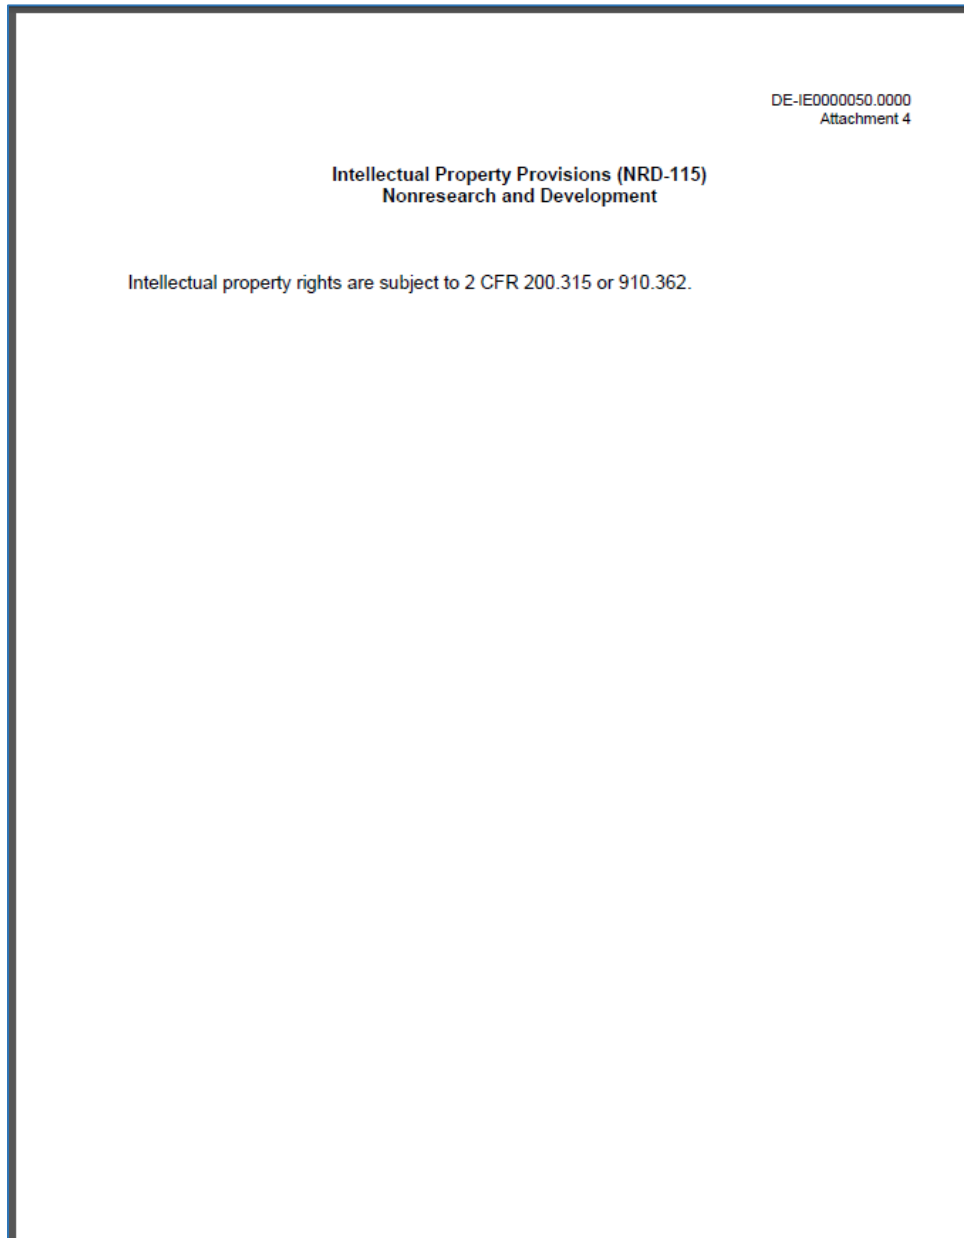 DE-IE0000050.0000
Attachment 4
Intellectual Property Provisions (NRD-115)
Nonresearch and Development
Intellectual property rights are subject to 2 CFR 200.315 or 910.362.